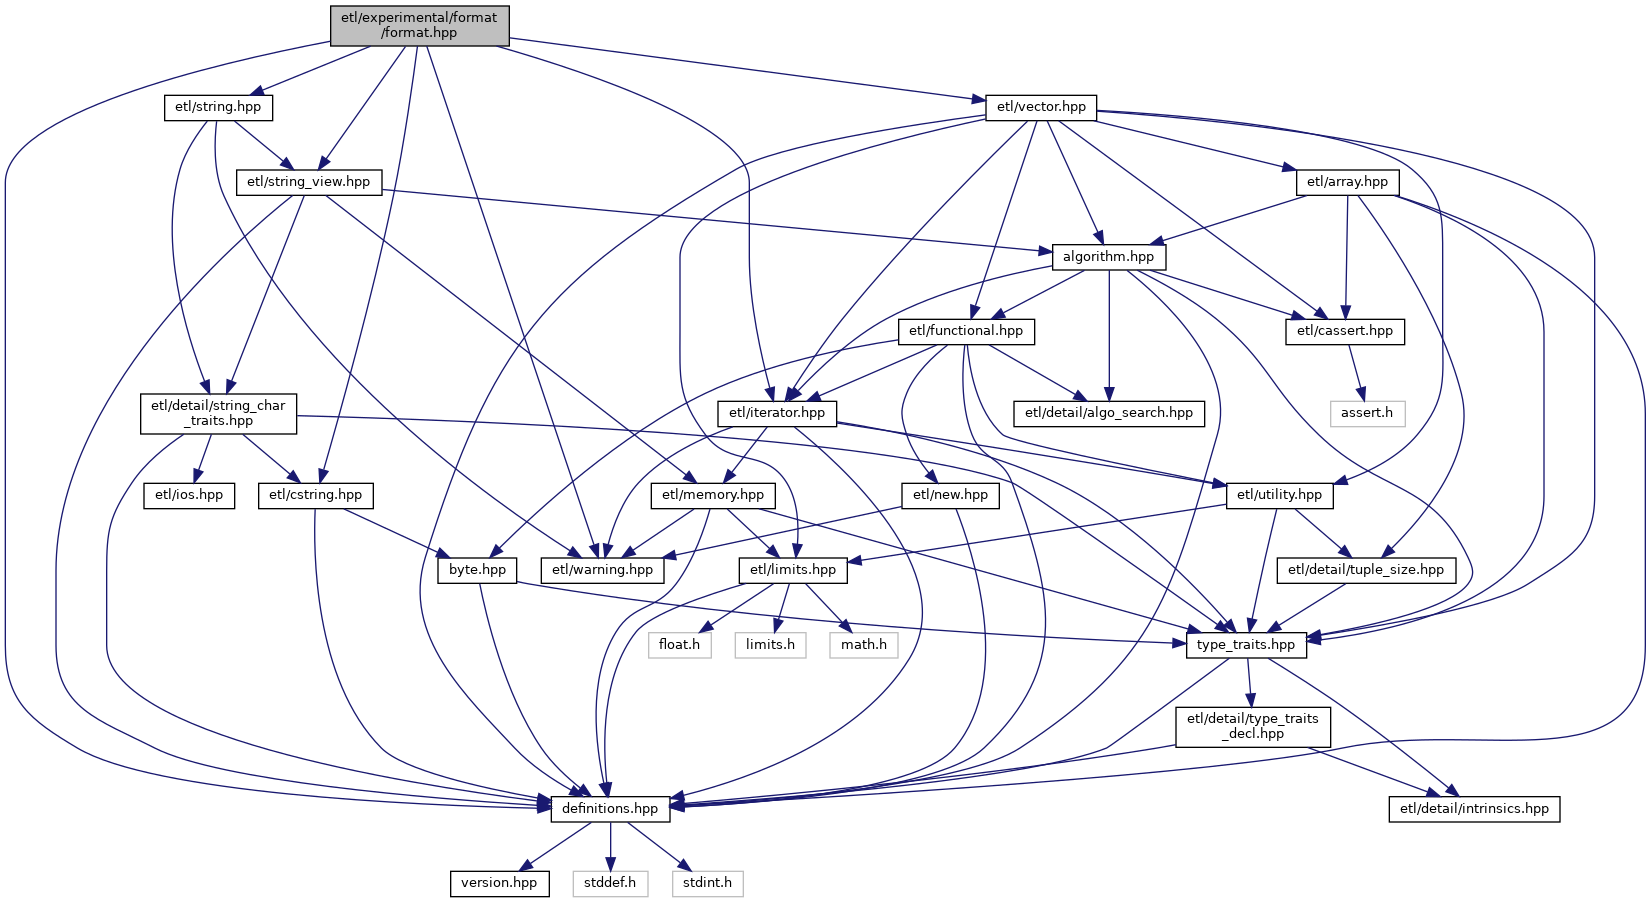 etl/experimental/format
/format.hpp
etl/string.hpp
etl/vector.hpp
etl/string_view.hpp
etl/array.hpp
algorithm.hpp
etl/functional.hpp
etl/cassert.hpp
etl/detail/string_char
_traits.hpp
etl/iterator.hpp
etl/detail/algo_search.hpp
assert.h
etl/ios.hpp
etl/cstring.hpp
etl/memory.hpp
etl/new.hpp
etl/utility.hpp
byte.hpp
etl/warning.hpp
etl/limits.hpp
etl/detail/tuple_size.hpp
float.h
limits.h
math.h
type_traits.hpp
etl/detail/type_traits
_decl.hpp
definitions.hpp
etl/detail/intrinsics.hpp
version.hpp
stddef.h
stdint.h